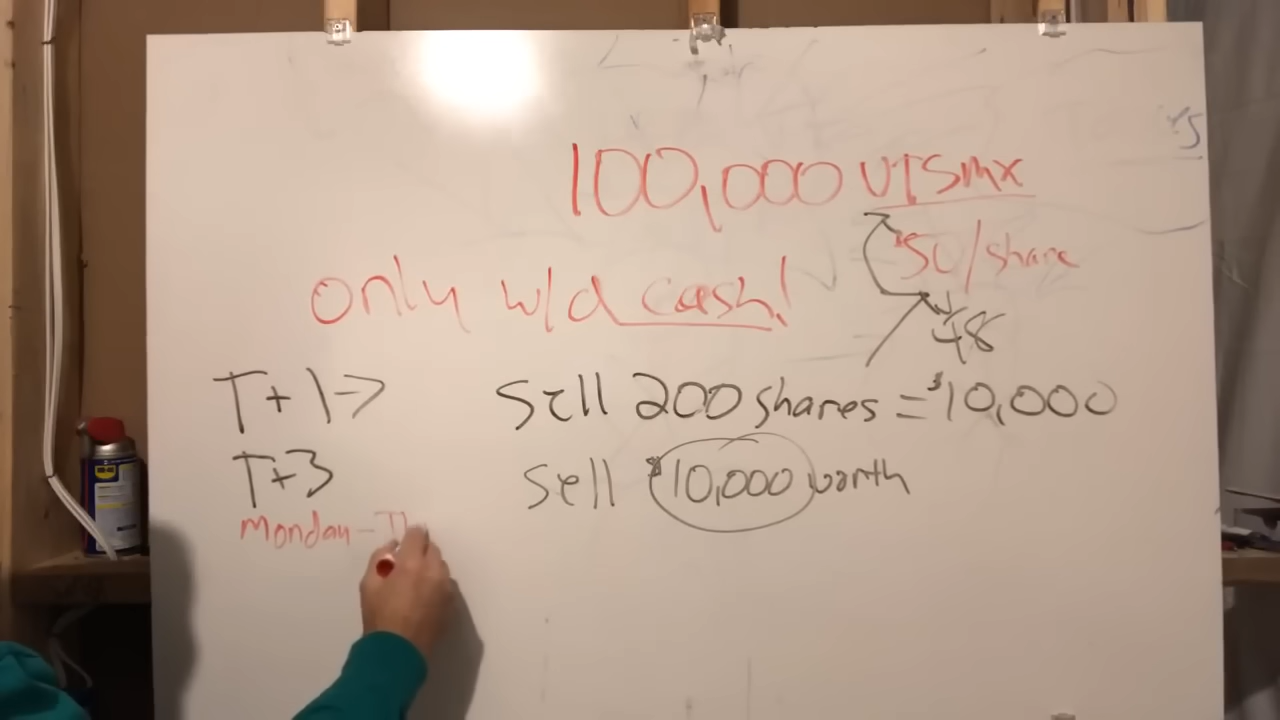 100,000 VTSMX
$50/share
only w/d cash!
48
T+1-> Sell 200 shares = $10,000
T+3 Sell $10,000 worth
Monday - Th